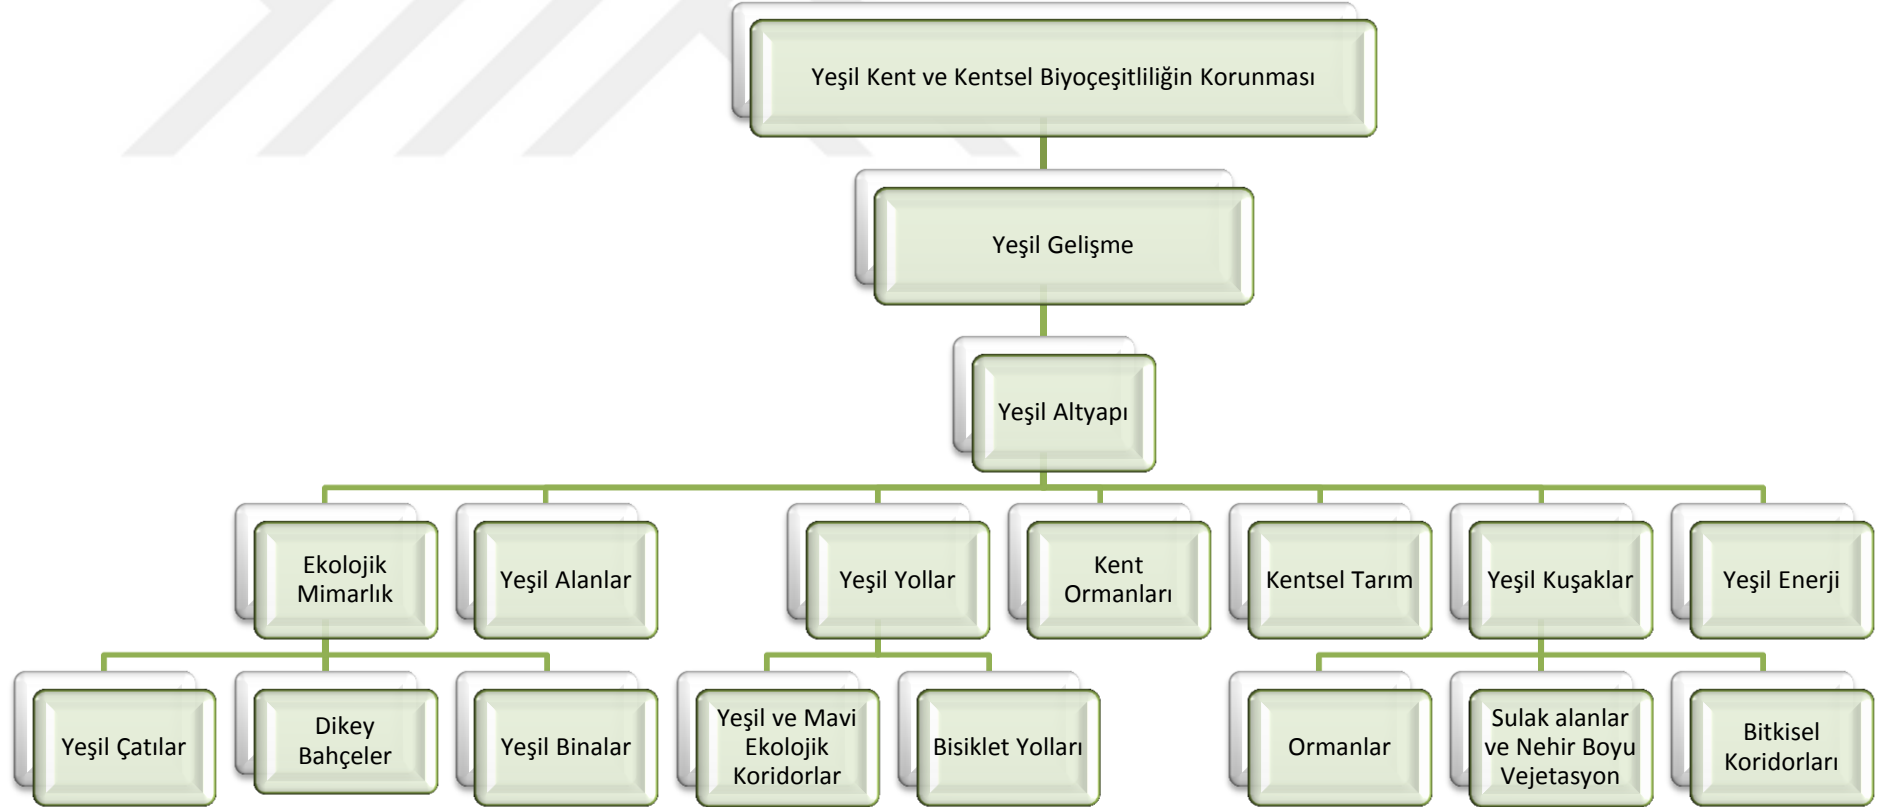 Yeşil Kent ve Kentsel Biyoçeşitliliğin Korunması
Yeşil Gelişme
Yeşil Altyapı
Ekolojik
Mimarlık
Yeşil Alanlar
Yeşil Yollar
Kent
Ormanları
Kentsel Tarım
Yeşil Kuşaklar
Yeşil Enerji
Yeşil Çatılar
Dikey
Bahçeler
Yeşil Binalar
Yeşil ve Mavi
Ekolojik
Koridorlar
Bisiklet Yolları
Ormanlar
Sulak alanlar
ve Nehir Boyu
Vejetasyon
Bitkisel
Koridorları